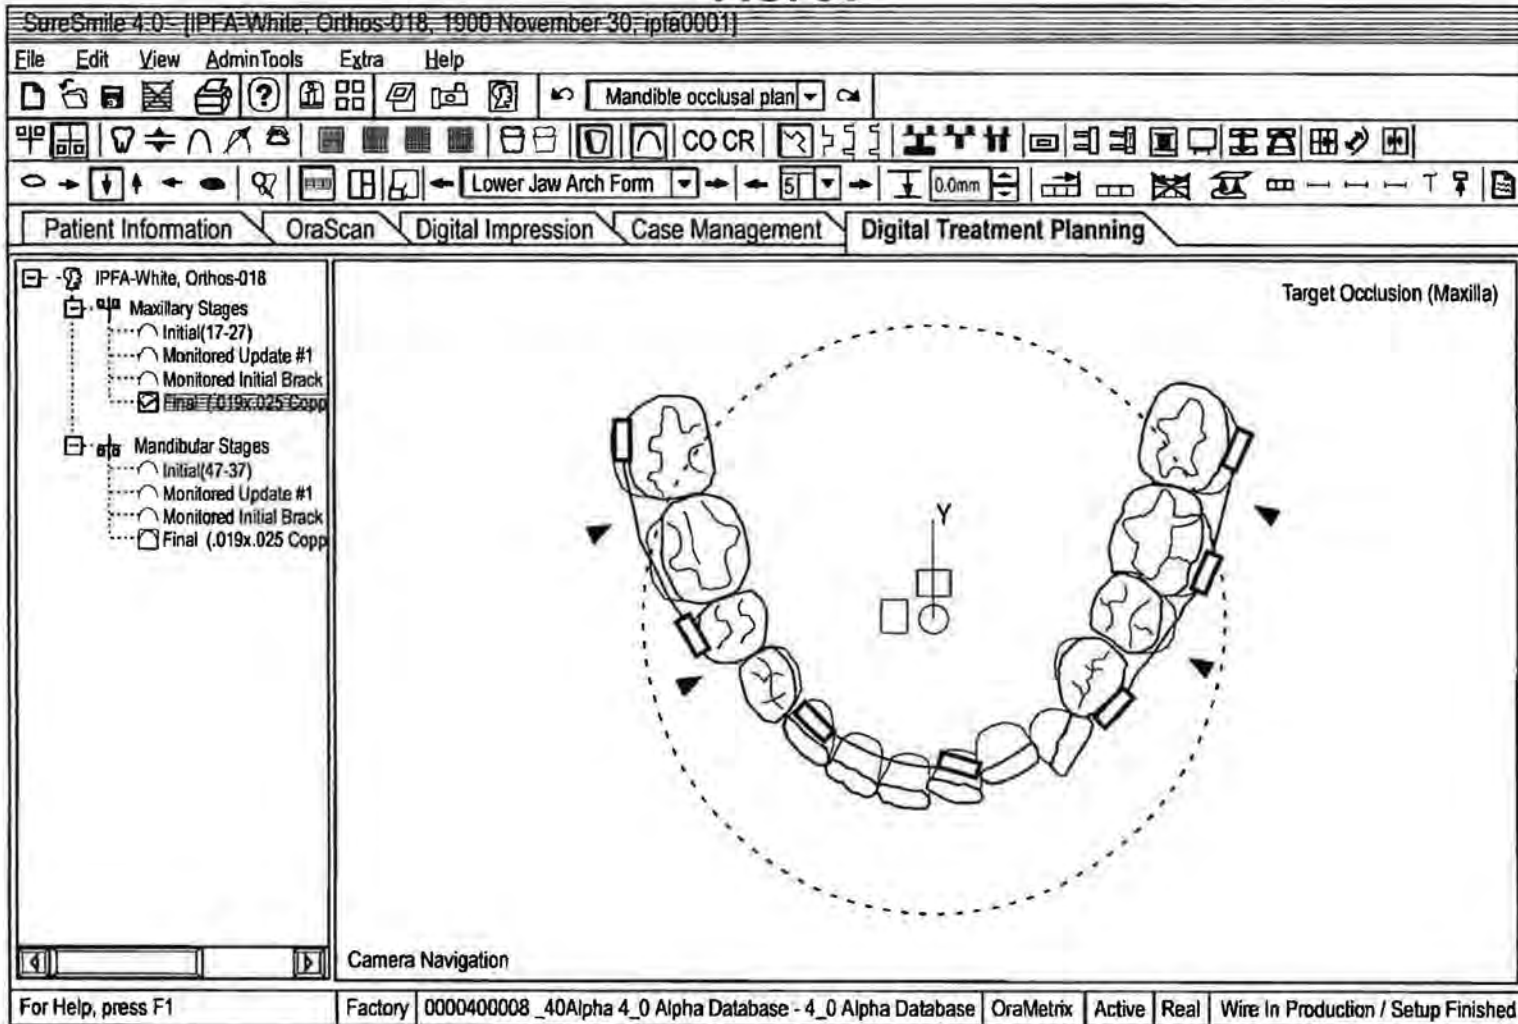 SureSmile 4.0 - [IPFA-White, Orthos-018, 1900 November 30, ipfa0001]
File Edit View AdminTools Extra Help
Mandible occlusal plan
CO CR
Lower Jaw Arch Form 5 0.0mm
Patient Information OraScan Digital Impression Case Management Digital Treatment Planning
IPFA-White, Orthos-018
Maxillary Stages
Initial(17-27)
Monitored Update #1
Monitored Initial Brack
Final (.019x.025 Copp
Mandibular Stages
Initial(47-37)
Monitored Update #1
Monitored Initial Brack
Final (.019x.025 Copp
Target Occlusion (Maxilla)
Y
Camera Navigation
For Help, press F1 Factory 0000400008 _40Alpha 4_0 Alpha Database - 4_0 Alpha Database OraMetrix Active Real Wire In Production / Setup Finished